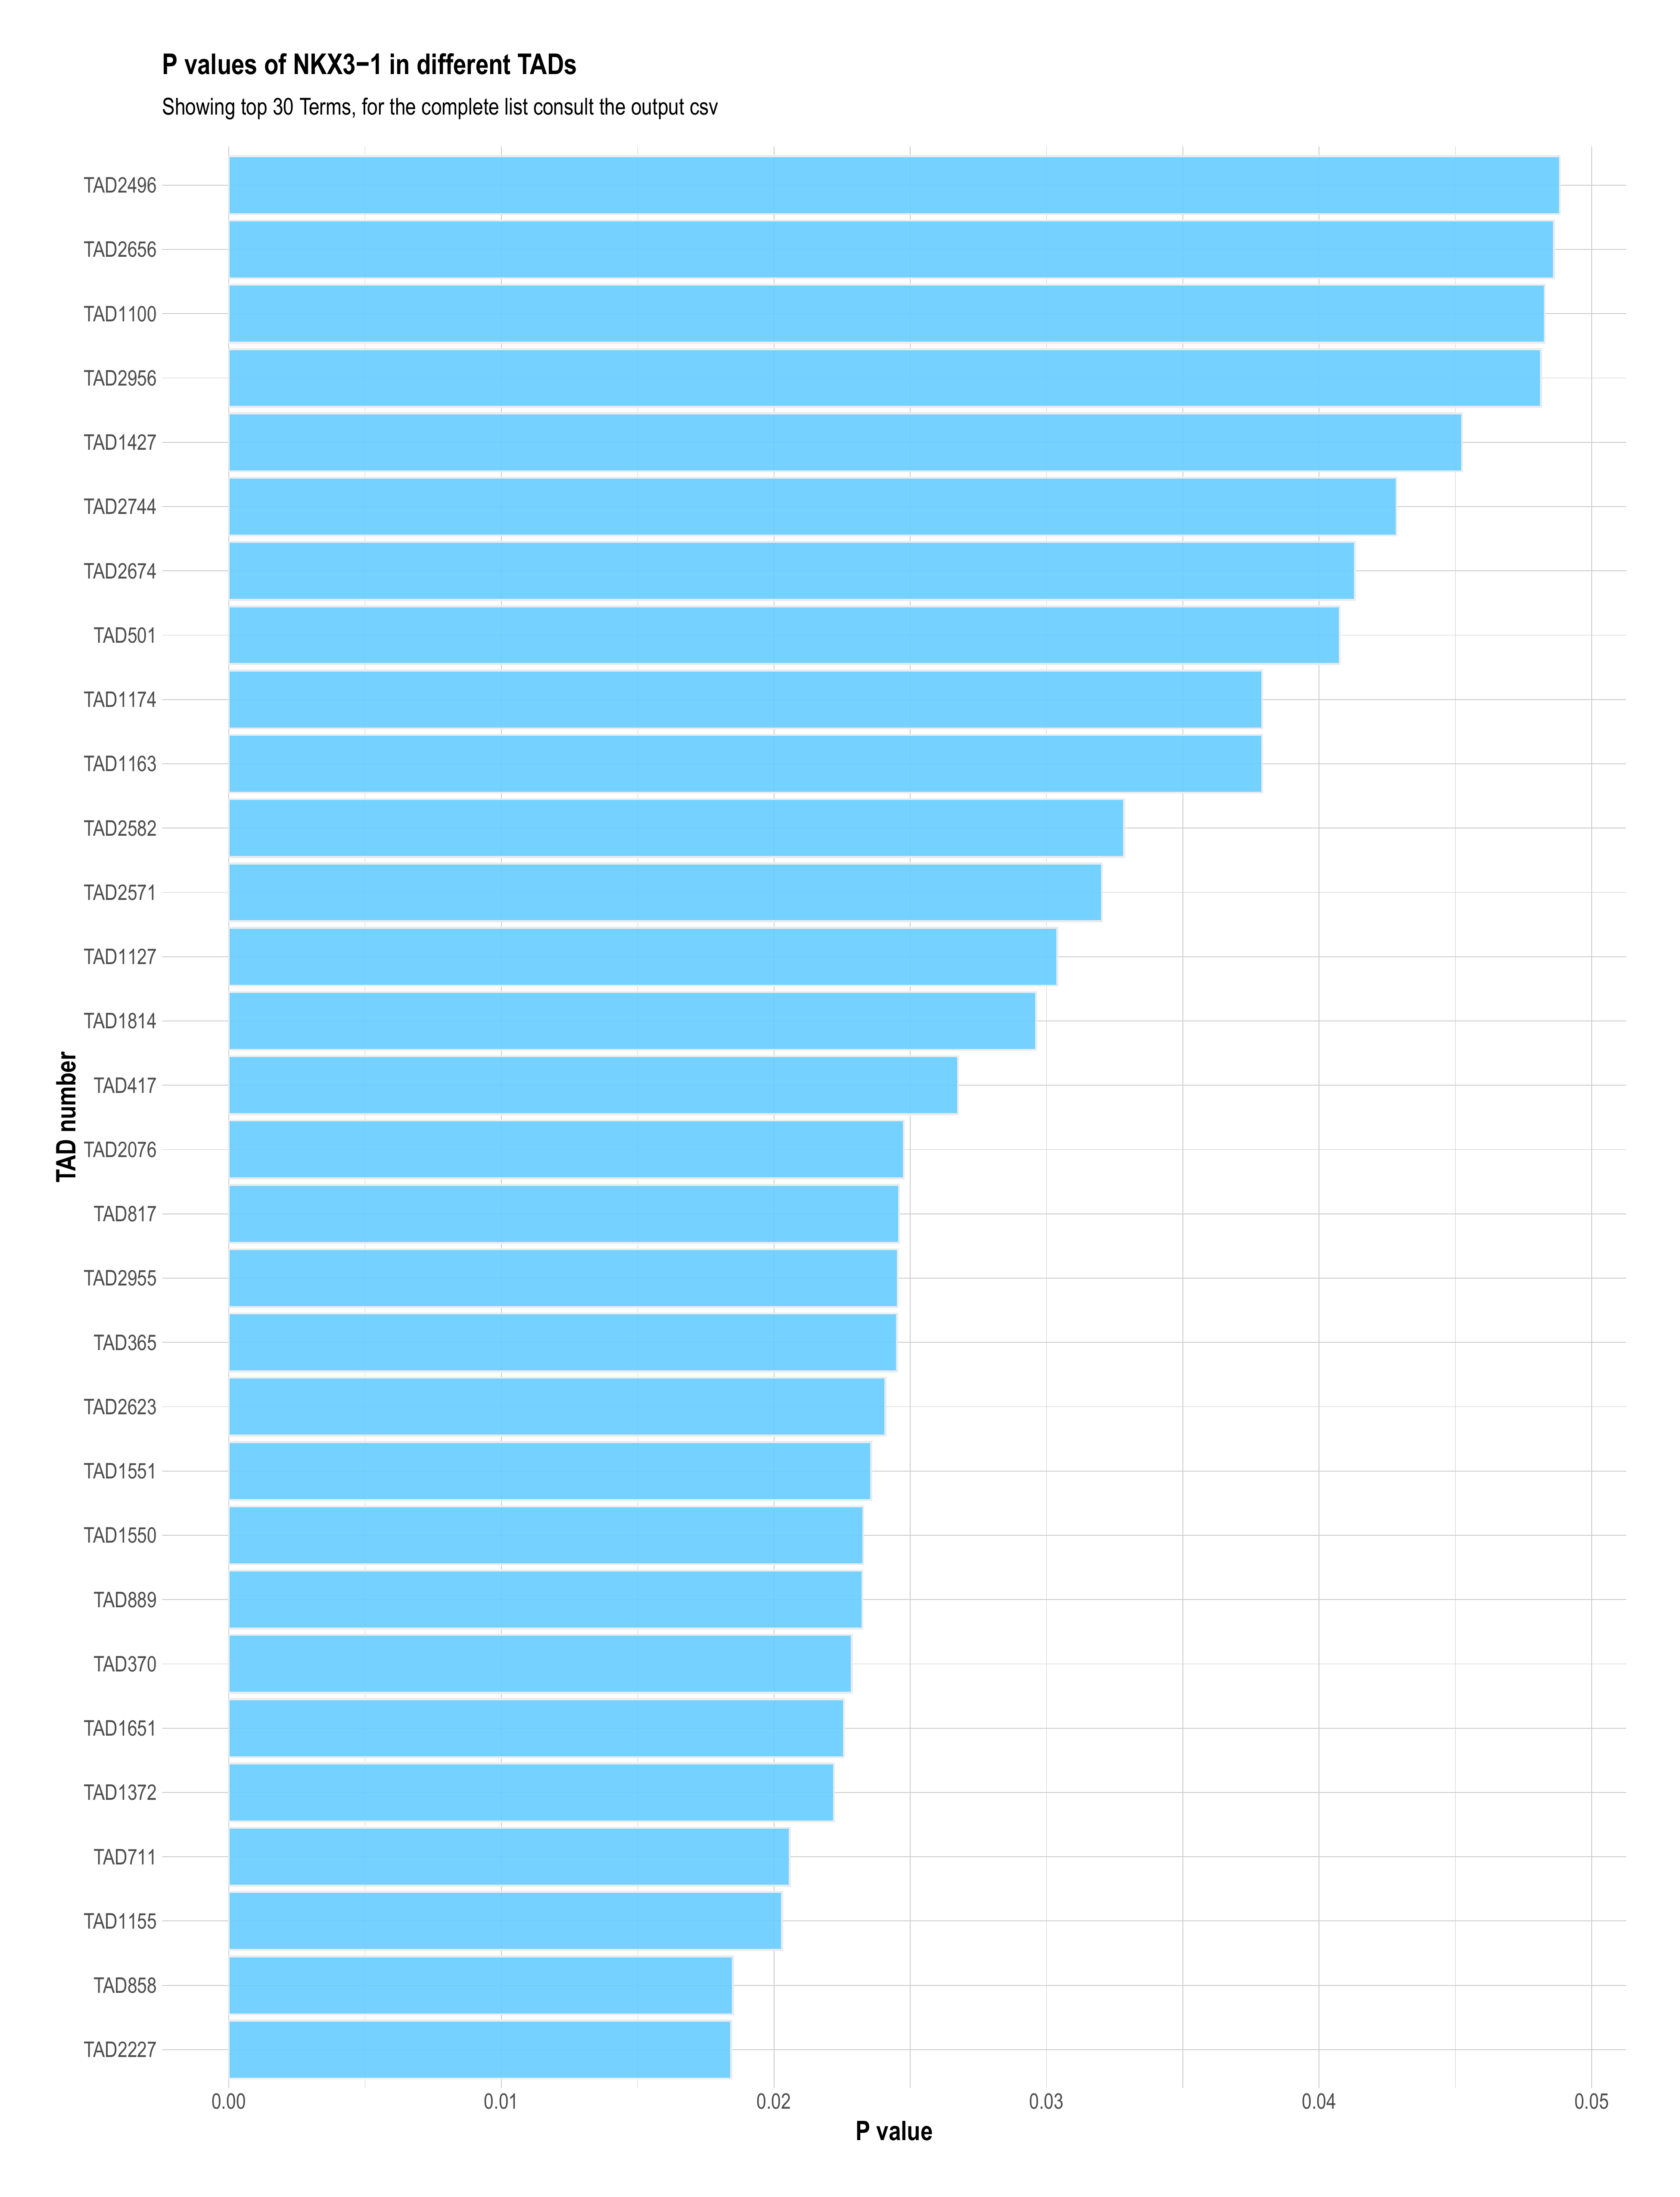 P values of NKX3−1 in different TADs
Showing top 30 Terms, for the complete list consult the output csv
TAD2496
TAD2656
TAD1100
TAD2956
TAD1427
TAD2744
TAD2674
TAD501
TAD1174
TAD1163
TAD2582
TAD2571
TAD1127
TAD1814
TAD417
TAD2076
TAD817
TAD2955
TAD365
TAD2623
TAD1551
TAD1550
TAD889
TAD370
TAD1651
TAD1372
TAD711
TAD1155
TAD858
TAD2227
TAD number
0.00 0.01 0.02 0.03 0.04 0.05
P value